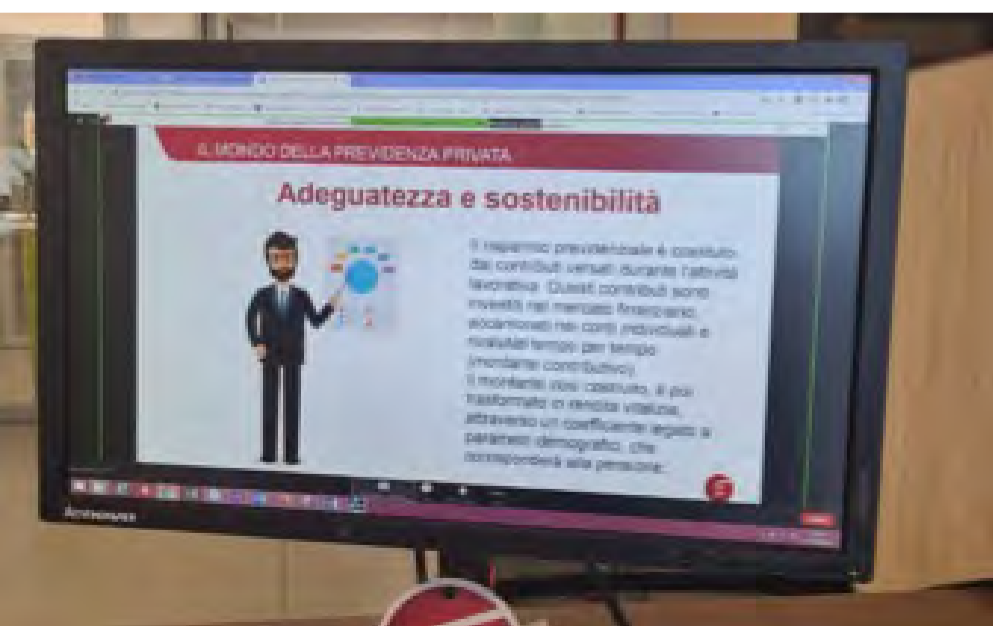 IL MONDO DELLA PREVIDENZA PRIVATA
Adeguatezza e sostenibilità
Il risparmio previdenziale è costituito
dai contributi versati durante l'attività
lavorativa. Questi contributi sono
investiti nel mercato finanziario,
accantonati nei conti individuali e
rivalutati tempo per tempo
(montante contributivo).
Il montante così costituito, è poi
trasformato in rendita vitalizia,
attraverso un coefficiente legato a
parametri demografici, che
corrisponderà alla pensione.